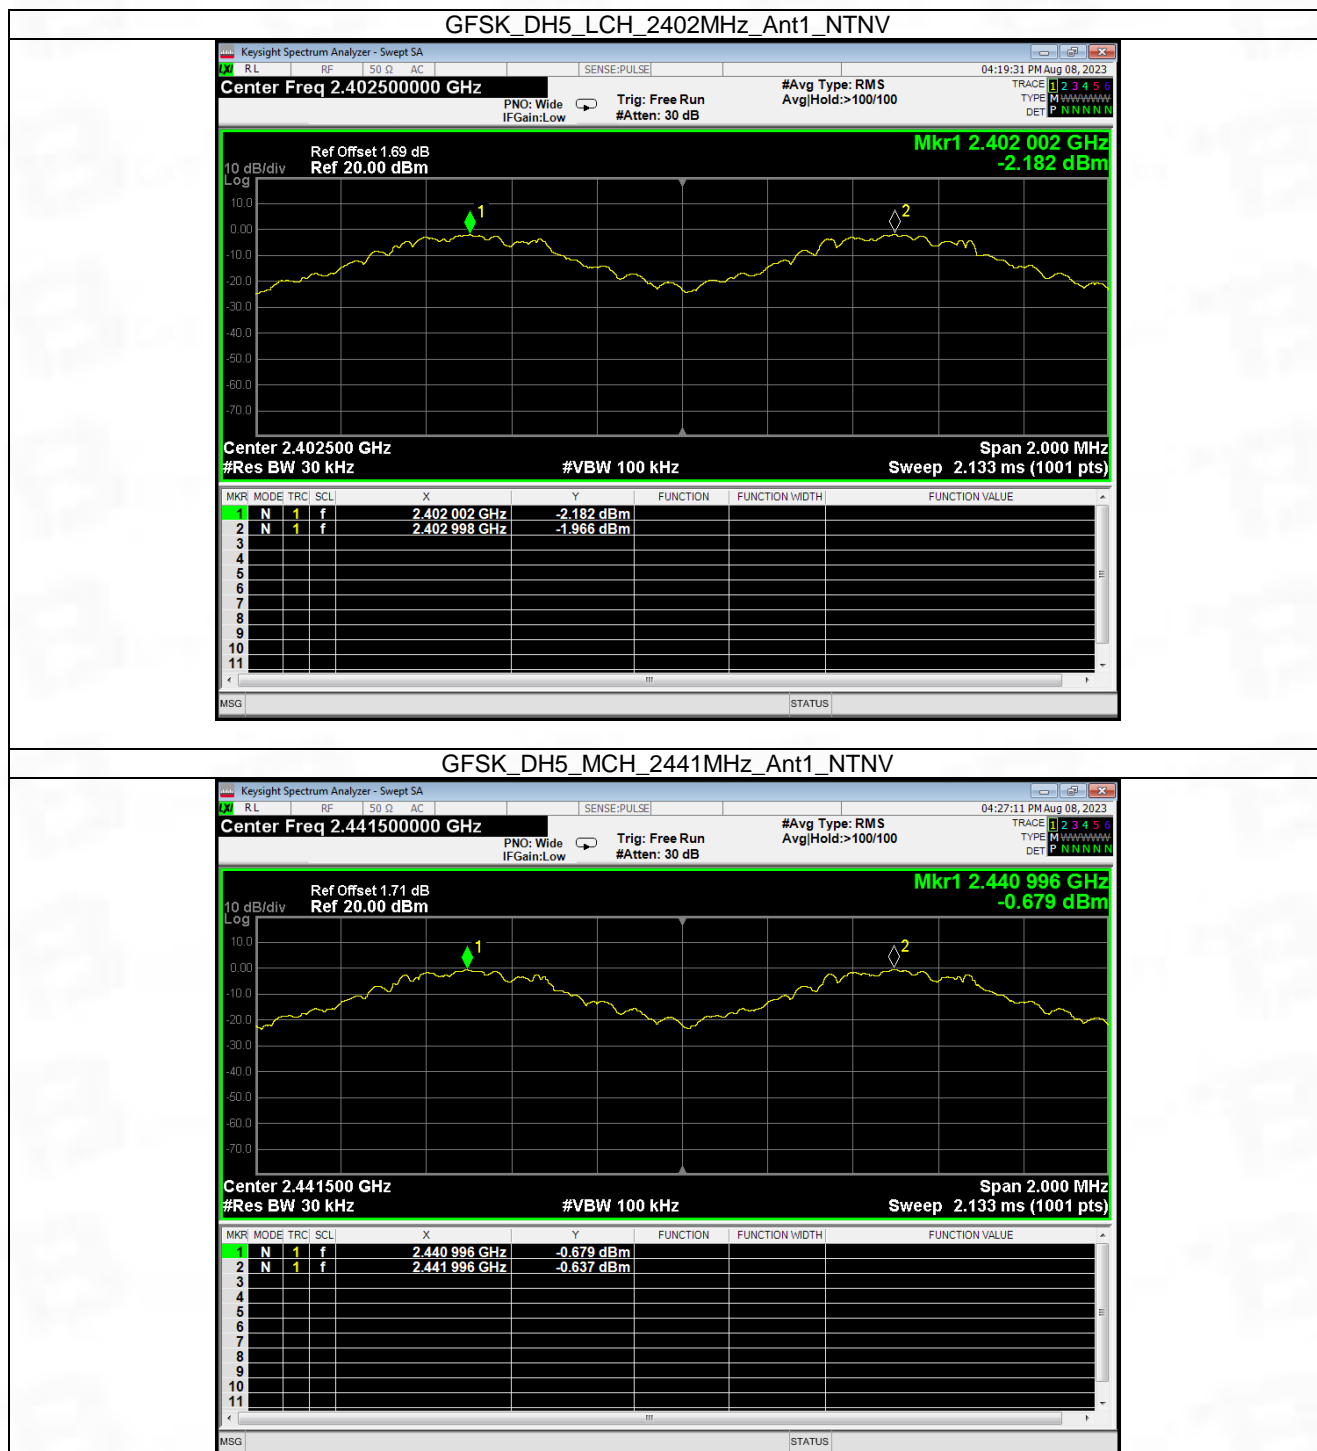 GFSK_DH5_LCH_2402MHz_Ant1_NTNV
Keysight Spectrum Analyzer - Swept SA
LXI RL RF 50 Ω AC SENSE:PULSE 04:19:31 PM Aug 08, 2023
Center Freq 2.402500000 GHz #Avg Type: RMS TRACE 1 2 3 4 5 6
PNO: Wide Trig: Free Run Avg|Hold:>100/100 TYPE M WWWWW
IFGain:Low #Atten: 30 dB DET P N N N N N
Mkr1 2.402 002 GHz
-2.182 dBm
Ref Offset 1.69 dB
10 dB/div Ref 20.00 dBm
Log
10.0
1 2
0.00
-10.0
-20.0
-30.0
-40.0
-50.0
-60.0
-70.0
Center 2.402500 GHz Span 2.000 MHz
#Res BW 30 kHz #VBW 100 kHz Sweep 2.133 ms (1001 pts)
MKR MODE TRC SCL X Y FUNCTION FUNCTION WIDTH FUNCTION VALUE
1 N 1 f 2.402 002 GHz -2.182 dBm
2 N 1 f 2.402 998 GHz -1.966 dBm
3
4
5
6
7
8
9
10
11
MSG STATUS
GFSK_DH5_MCH_2441MHz_Ant1_NTNV
Keysight Spectrum Analyzer - Swept SA
LXI RL RF 50 Ω AC SENSE:PULSE 04:27:11 PM Aug 08, 2023
Center Freq 2.441500000 GHz #Avg Type: RMS TRACE 1 2 3 4 5 6
PNO: Wide Trig: Free Run Avg|Hold:>100/100 TYPE M WWWWW
IFGain:Low #Atten: 30 dB DET P N N N N N
Mkr1 2.440 996 GHz
-0.679 dBm
Ref Offset 1.71 dB
10 dB/div Ref 20.00 dBm
Log
10.0
1 2
0.00
-10.0
-20.0
-30.0
-40.0
-50.0
-60.0
-70.0
Center 2.441500 GHz Span 2.000 MHz
#Res BW 30 kHz #VBW 100 kHz Sweep 2.133 ms (1001 pts)
MKR MODE TRC SCL X Y FUNCTION FUNCTION WIDTH FUNCTION VALUE
1 N 1 f 2.440 996 GHz -0.679 dBm
2 N 1 f 2.441 996 GHz -0.637 dBm
3
4
5
6
7
8
9
10
11
MSG STATUS